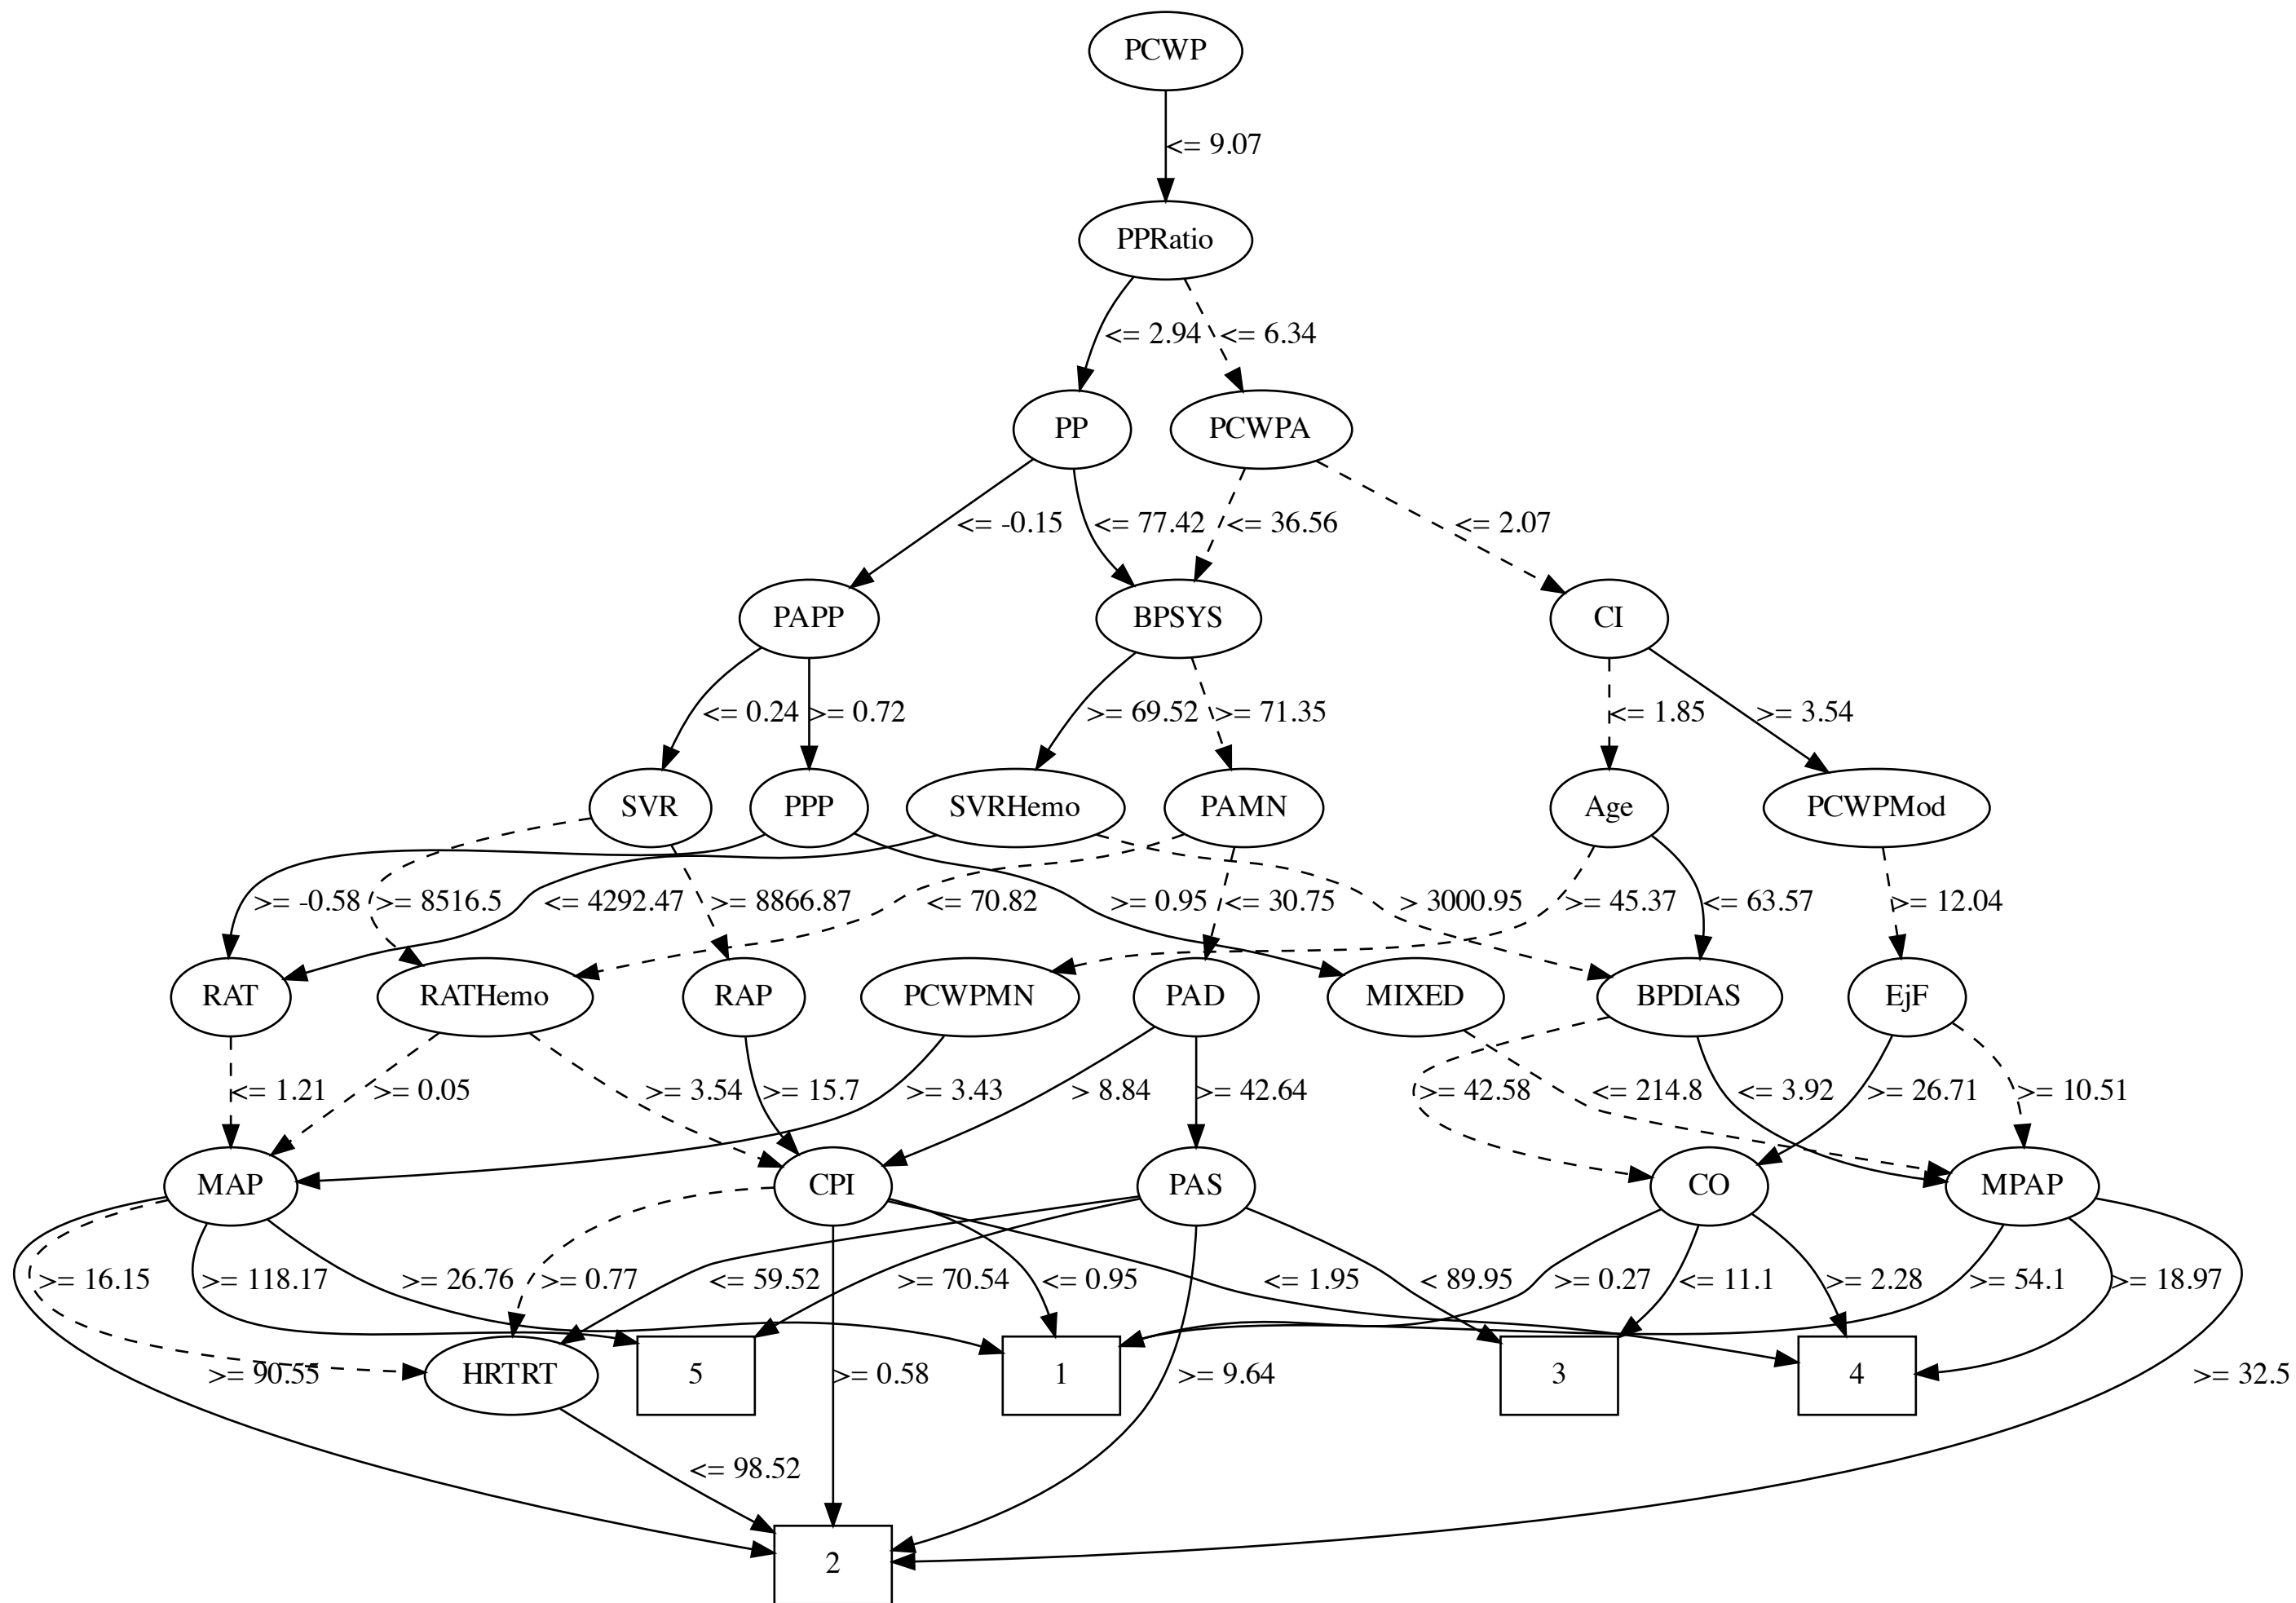 PCWP
<= 9.07
PPRatio
<= 2.94
<= 6.34
PP
PCWPA
<= -0.15
<= 77.42
<= 36.56
<= 2.07
PAPP
BPSYS
CI
<= 0.24
>= 0.72
>= 69.52
>= 71.35
<= 1.85
>= 3.54
SVR
PPP
SVRHemo
PAMN
Age
PCWPMod
>= -0.58
>= 8516.5
<= 4292.47
>= 8866.87
<= 70.82
>= 0.95
<= 30.75
> 3000.95
>= 45.37
<= 63.57
>= 12.04
RAT
RATHemo
RAP
PCWPMN
PAD
MIXED
BPDIAS
EjF
<= 1.21
>= 0.05
>= 3.54
>= 15.7
>= 3.43
> 8.84
>= 42.64
>= 42.58
<= 214.8
<= 3.92
>= 26.71
>= 10.51
MAP
CPI
PAS
CO
MPAP
>= 16.15
>= 118.17
>= 26.76
>= 0.77
<= 59.52
>= 70.54
<= 0.95
<= 1.95
< 89.95
>= 0.27
<= 11.1
>= 2.28
>= 54.1
>= 18.97
>= 90.55
HRTRT
5
>= 0.58
1
>= 9.64
3
4
>= 32.5
<= 98.52
2